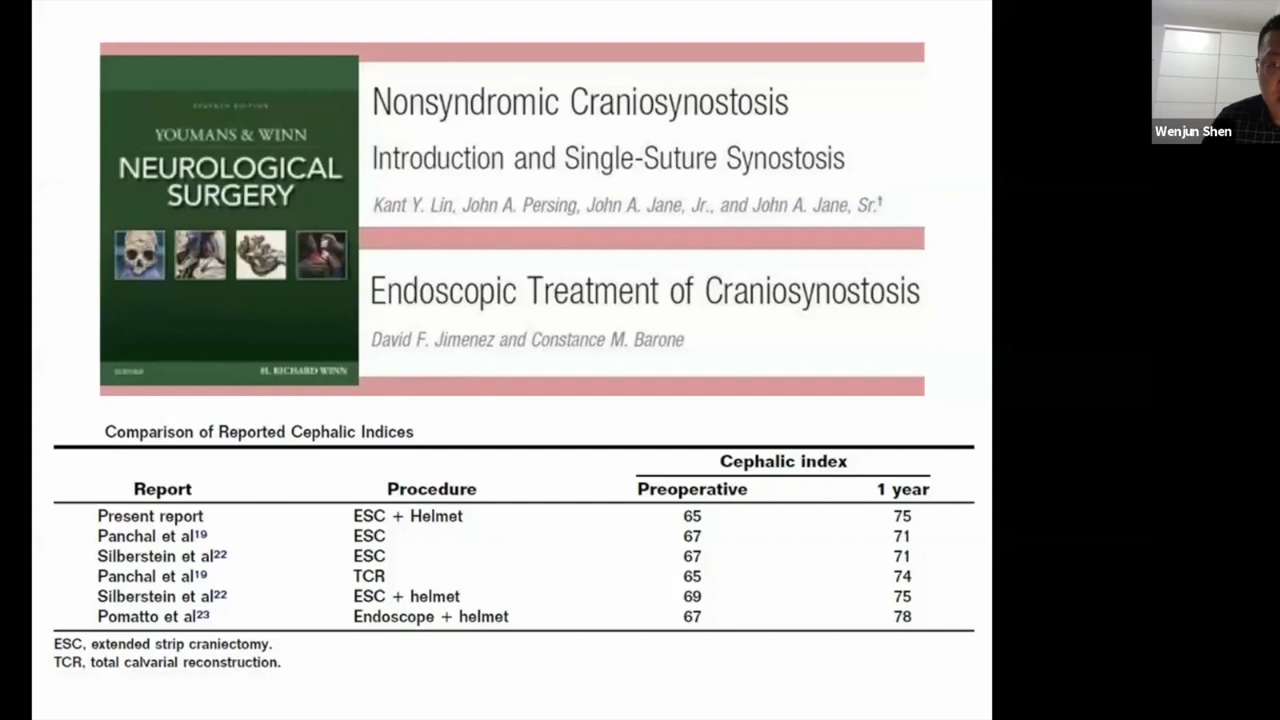 SEVENTH EDITION
YOUMANS & WINN
NEUROLOGICAL
SURGERY
ELSEVIER
H. RICHARD WINN
Nonsyndromic Craniosynostosis
Introduction and Single-Suture Synostosis
Kant Y. Lin, John A. Persing, John A. Jane, Jr., and John A. Jane, Sr.†
Endoscopic Treatment of Craniosynostosis
David F. Jimenez and Constance M. Barone
Wenjun Shen
Comparison of Reported Cephalic Indices
Cephalic index
Report Procedure Preoperative 1 year
Present report ESC + Helmet 65 75
Panchal et al19 ESC 67 71
Silberstein et al22 ESC 67 71
Panchal et al19 TCR 65 74
Silberstein et al22 ESC + helmet 69 75
Pomatto et al23 Endoscope + helmet 67 78
ESC, extended strip craniectomy.
TCR, total calvarial reconstruction.